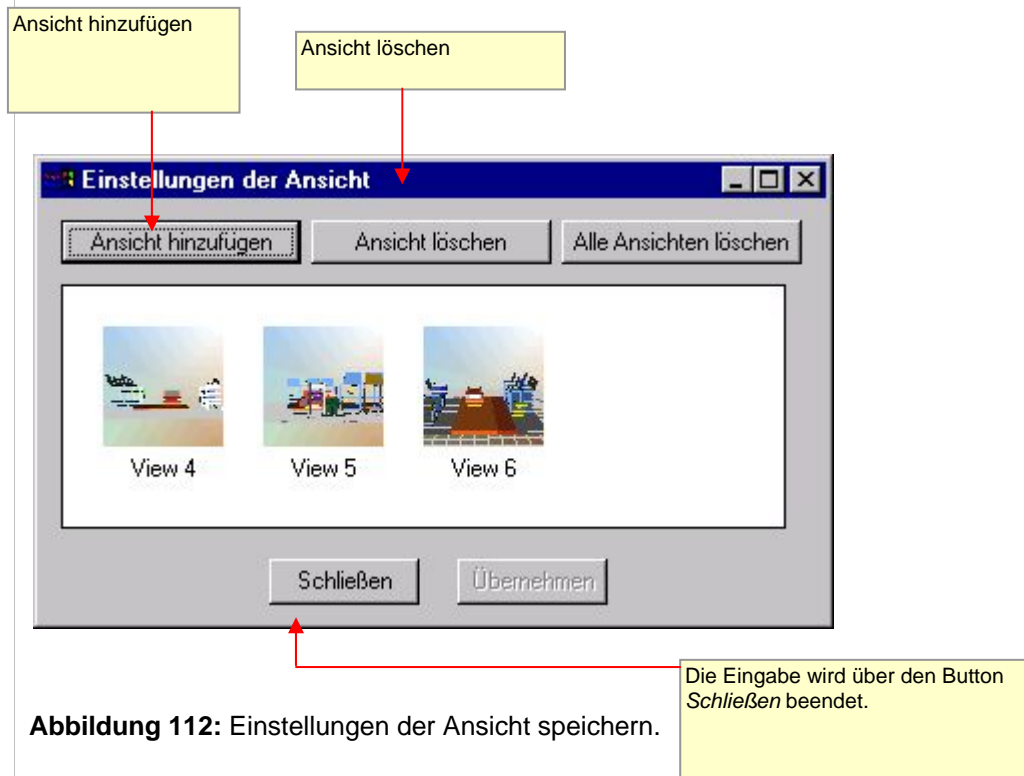 Ansicht hinzufügen
Ansicht löschen
Einstellungen der Ansicht
Ansicht hinzufügen
Ansicht löschen
Alle Ansichten löschen
View 4
View 5
View 6
Schließen
Übernehmen
Die Eingabe wird über den Button
Schließen beendet.
Abbildung 112: Einstellungen der Ansicht speichern.